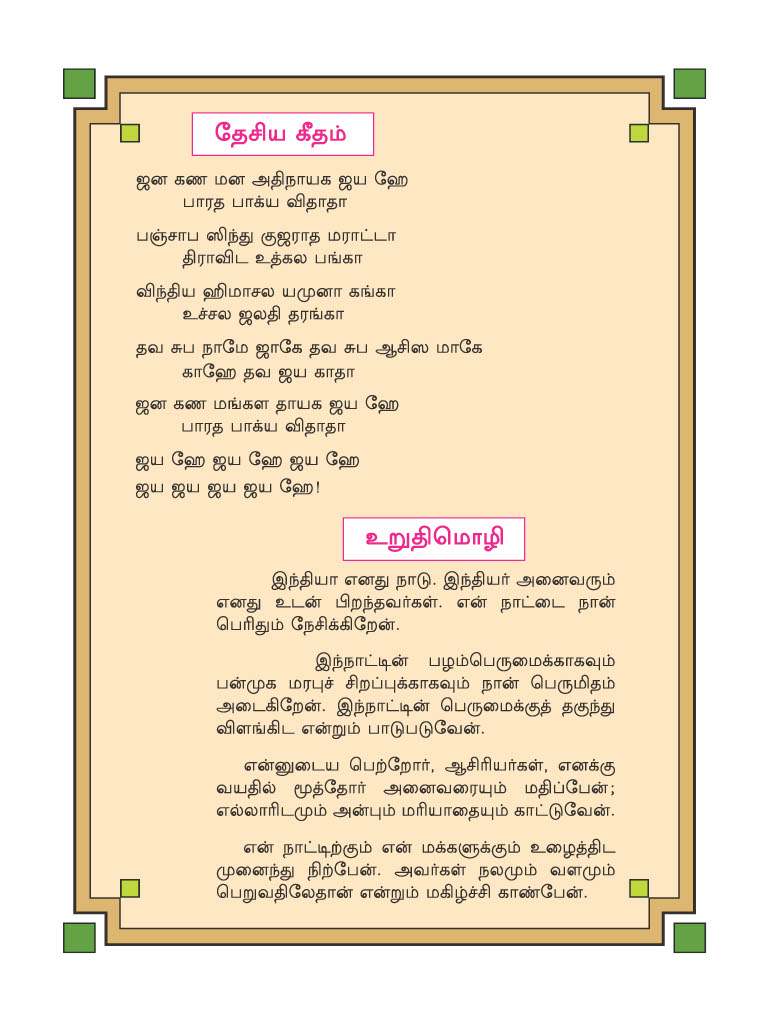 தேசிய கீதம்
ஜன கண மன அதிநாயக ஜய ஹே
பாரத பாக்ய விதாதா
பஞ்சாப ஸிந்து குஜராத மராட்டா
திராவிட உத்கல பங்கா
விந்திய ஹிமாசல யமுனா கங்கா
உச்சல ஜலதி தரங்கா
தவ சுப நாமே ஜாகே தவ சுப ஆசிஸ மாகே
காஹே தவ ஜய காதா
ஜன கண மங்கள தாயக ஜய ஹே
பாரத பாக்ய விதாதா
ஜய ஹே ஜய ஹே ஜய ஹே
ஜய ஜய ஜய ஜய ஹே!
உறுதிமொழி
இந்தியா எனது நாடு. இந்தியர் அனைவரும்
எனது உடன் பிறந்தவர்கள். என் நாட்டை நான்
பெரிதும் நேசிக்கிறேன்.
இந்நாட்டின் பழம்பெருமைக்காகவும்
பன்முக மரபுச் சிறப்புக்காகவும் நான் பெருமிதம்
அடைகிறேன். இந்நாட்டின் பெருமைக்குத் தகுந்து
விளங்கிட என்றும் பாடுபடுவேன்.
என்னுடைய பெற்றோர், ஆசிரியர்கள், எனக்கு
வயதில் மூத்தோர் அனைவரையும் மதிப்பேன்;
எல்லாரிடமும் அன்பும் மரியாதையும் காட்டுவேன்.
என் நாட்டிற்கும் என் மக்களுக்கும் உழைத்திட
முனைந்து நிற்பேன். அவர்கள் நலமும் வளமும்
பெறுவதிலேதான் என்றும் மகிழ்ச்சி காண்பேன்.